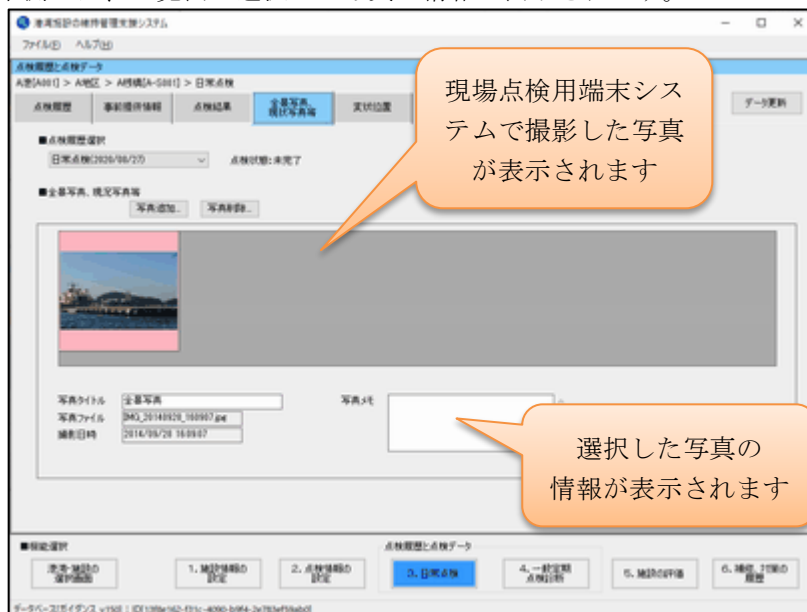 港湾施設の維持管理支援システム
ファイル(F) ヘルプ(H)
点検履歴と点検データ
A港[A001] > A地区 > A桟橋[A-S001] > 日常点検
点検履歴
事前提供情報
点検結果
全景写真、
現状写真等
変状位置
データ更新
現場点検用端末シス
テムで撮影した写真
が表示されます
■点検履歴選択
日常点検(2020/08/27)
点検状態:未完了
■全景写真、現況写真等
写真追加...
写真削除...
写真タイトル
全景写真
写真メモ
写真ファイル
IMG_20140928_160907.jpg
撮影日時
2014/09/28 16:09:07
選択した写真の
情報が表示されます
■機能選択
点検履歴と点検データ
港湾・施設の
選択画面
1. 施設情報の
設定
2. 点検情報の
設定
3. 日常点検
4. 一般定期
点検診断
5. 施設の評価
6. 補修、対策の
履歴